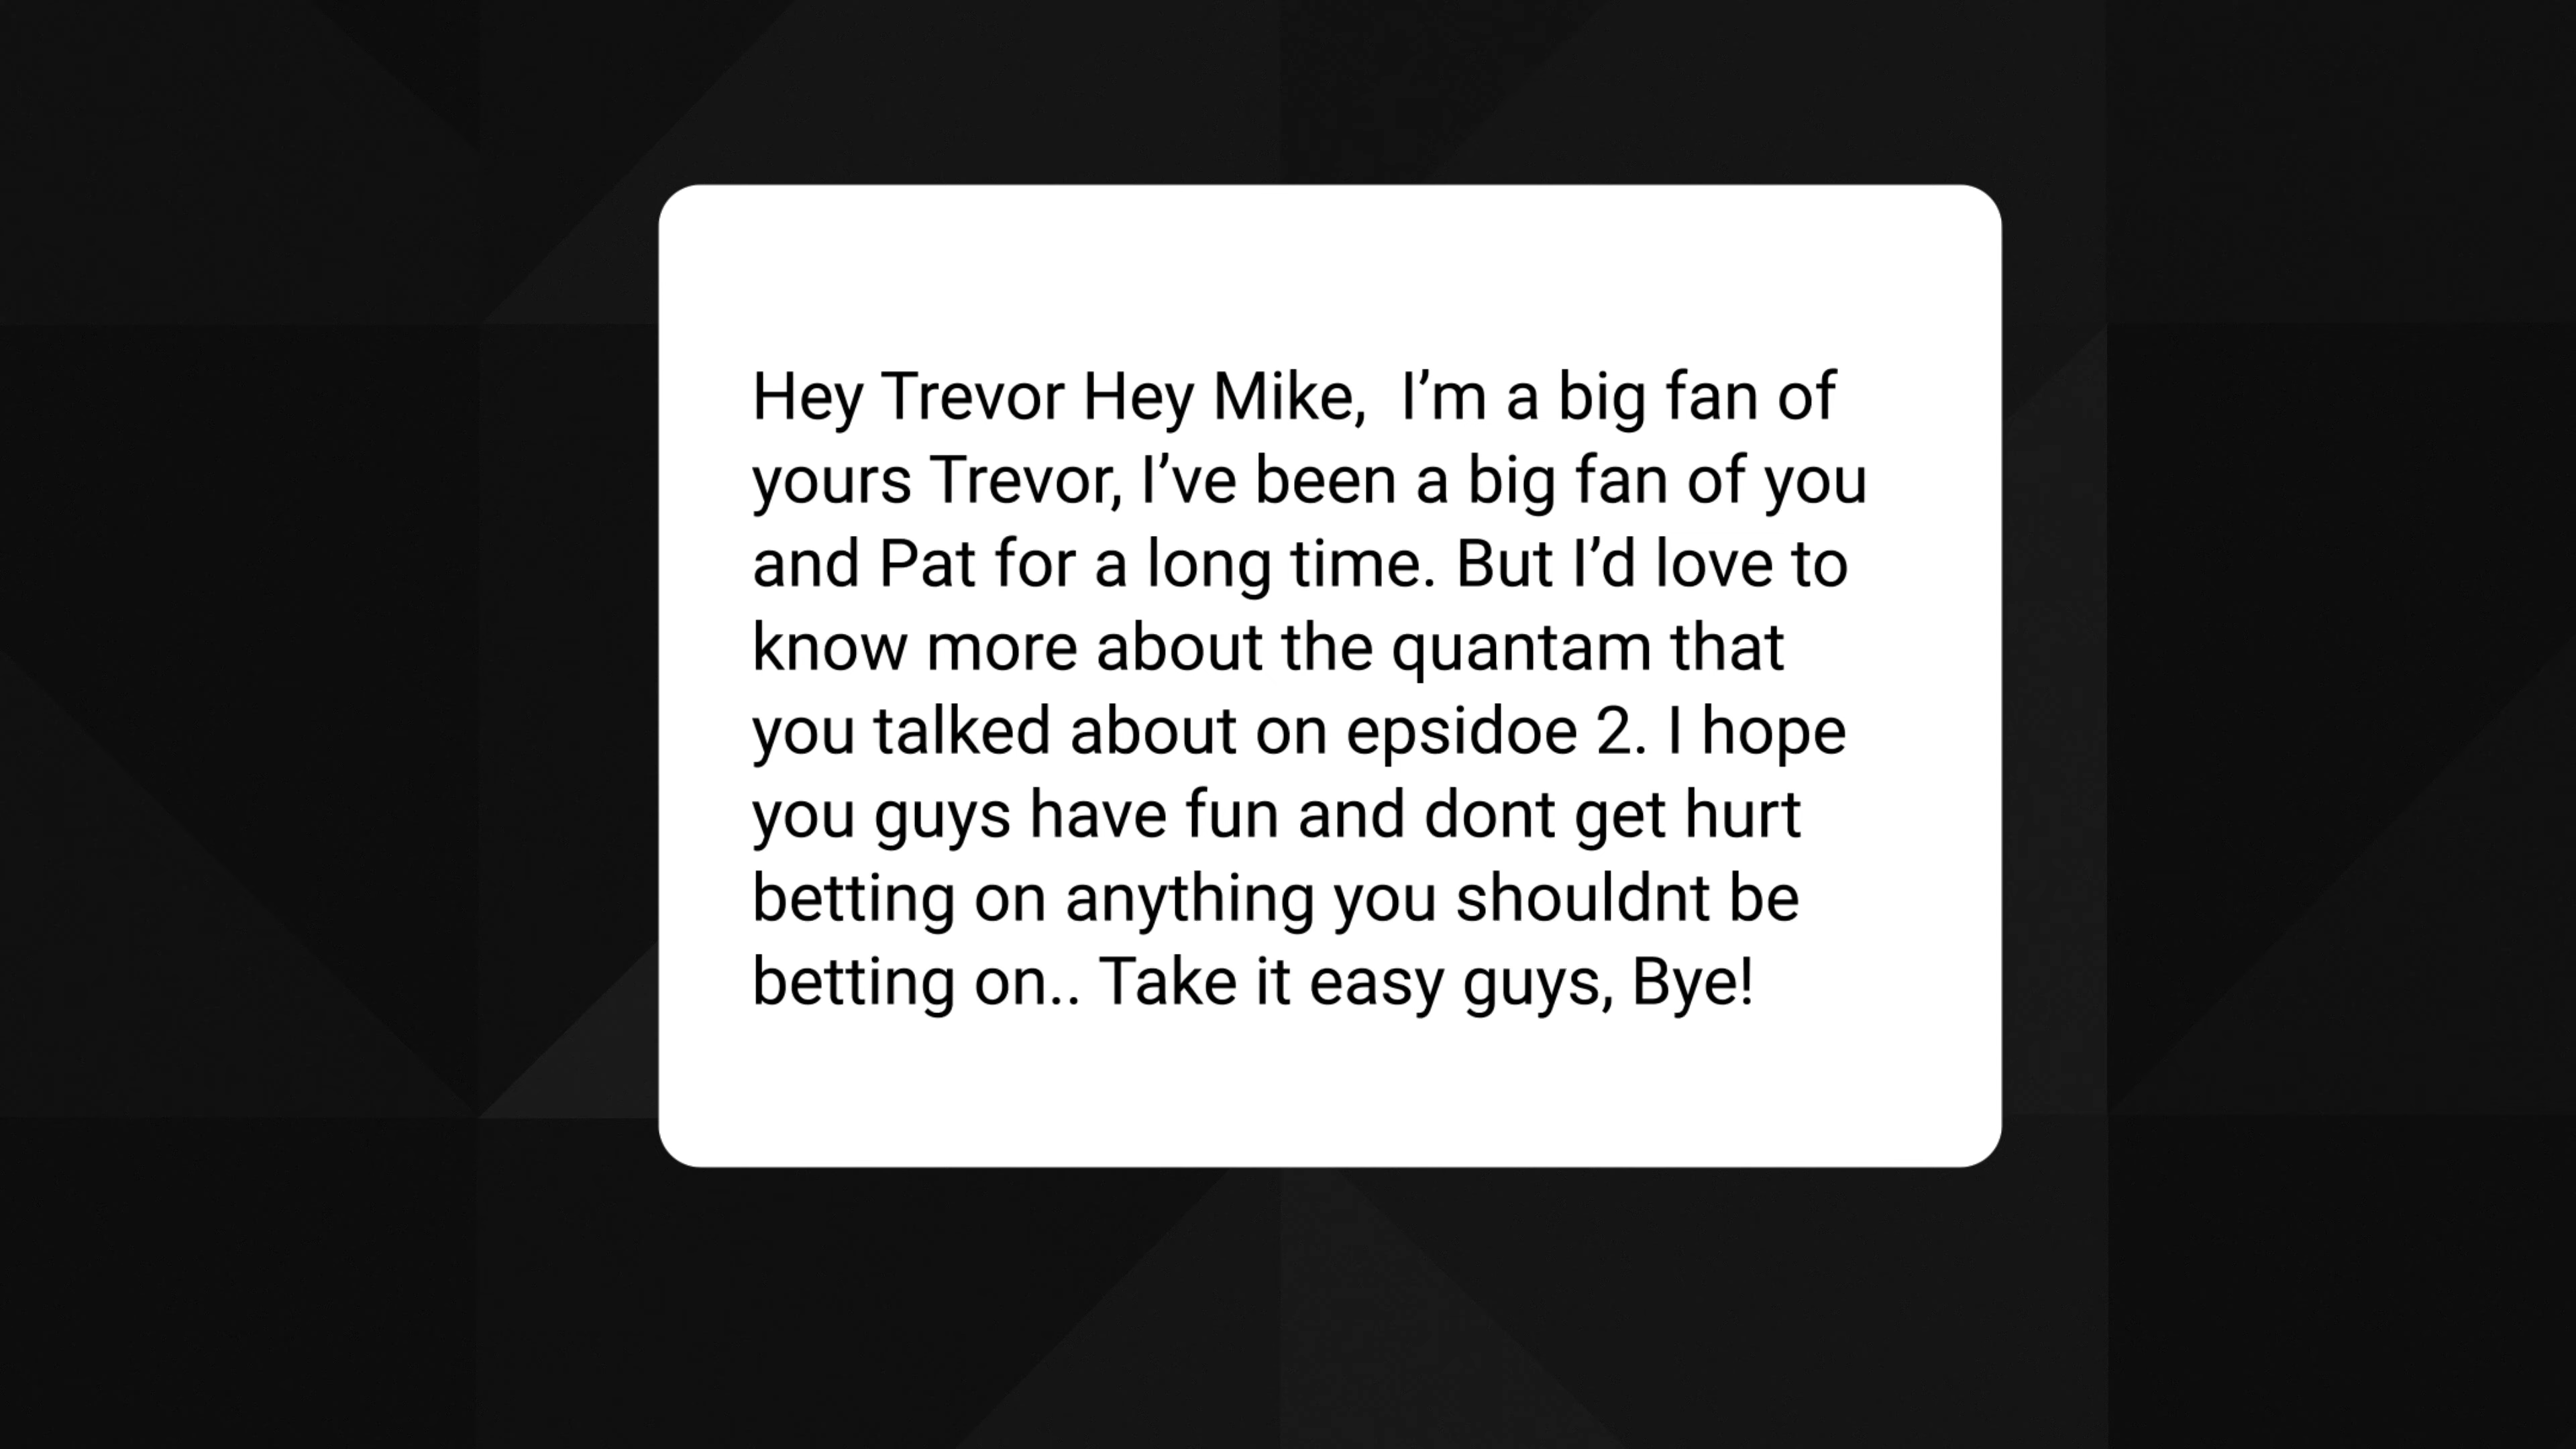 Hey Trevor Hey Mike,  I’m a big fan of
yours Trevor, I’ve been a big fan of you
and Pat for a long time. But I’d love to
know more about the quantam that
you talked about on epsidoe 2. I hope
you guys have fun and dont get hurt
betting on anything you shouldnt be
betting on.. Take it easy guys, Bye!